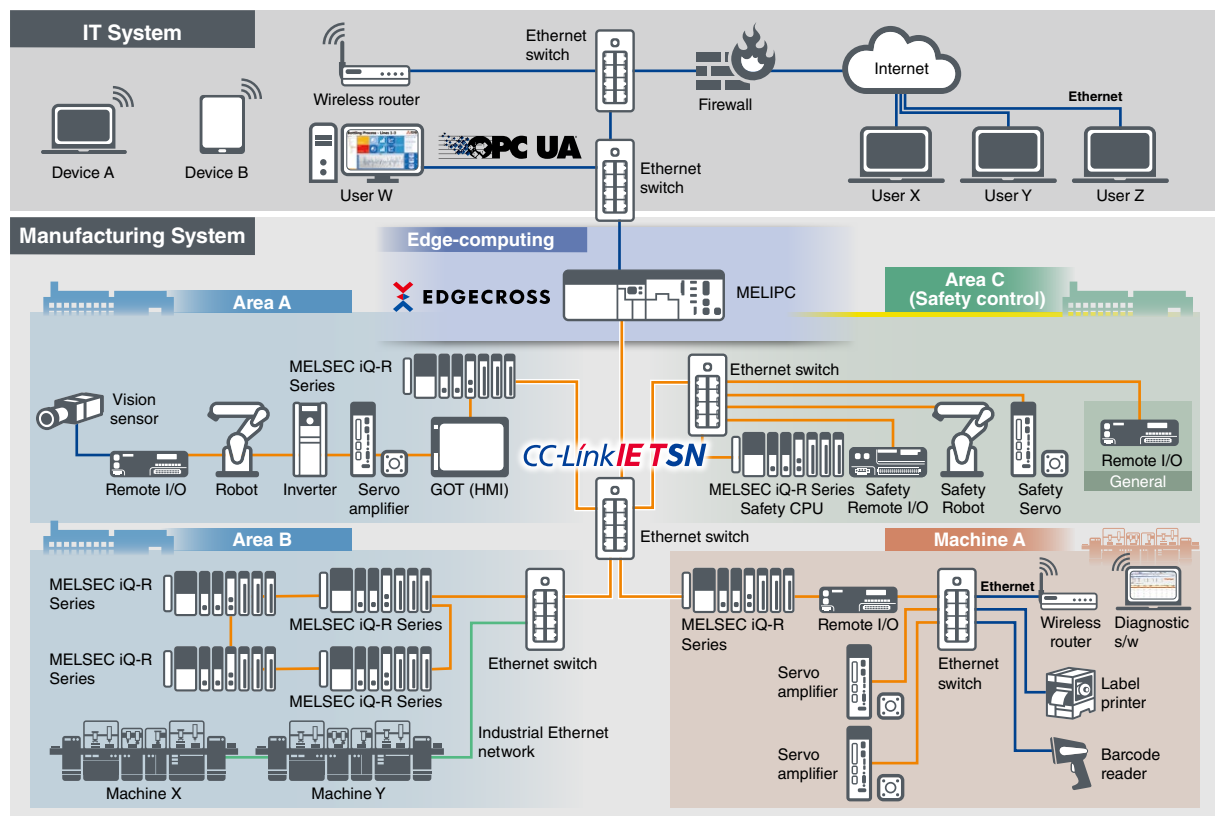 IT System
Ethernet
switch
Wireless router
Firewall
Internet
Ethernet
Device A
Device B
OPC UA
User W
Ethernet
switch
User X
User Y
User Z
Manufacturing System
Edge-computing
EDGECROSS
MELIPC
Area A
Area C
(Safety control)
MELSEC iQ-R
Series
Vision
sensor
Remote I/O
Robot
Inverter
Servo
amplifier
GOT (HMI)
CC-Link IE TSN
Ethernet switch
MELSEC iQ-R Series
Safety CPU
Safety
Remote I/O
Safety
Robot
Safety
Servo
Remote I/O
General
Ethernet switch
Area B
MELSEC iQ-R
Series
MELSEC iQ-R Series
MELSEC iQ-R
Series
MELSEC iQ-R Series
Ethernet switch
Industrial Ethernet
network
Machine X
Machine Y
Machine A
MELSEC iQ-R
Series
Remote I/O
Ethernet
Wireless
router
Diagnostic
s/w
Servo
amplifier
Ethernet
switch
Label
printer
Servo
amplifier
Barcode
reader